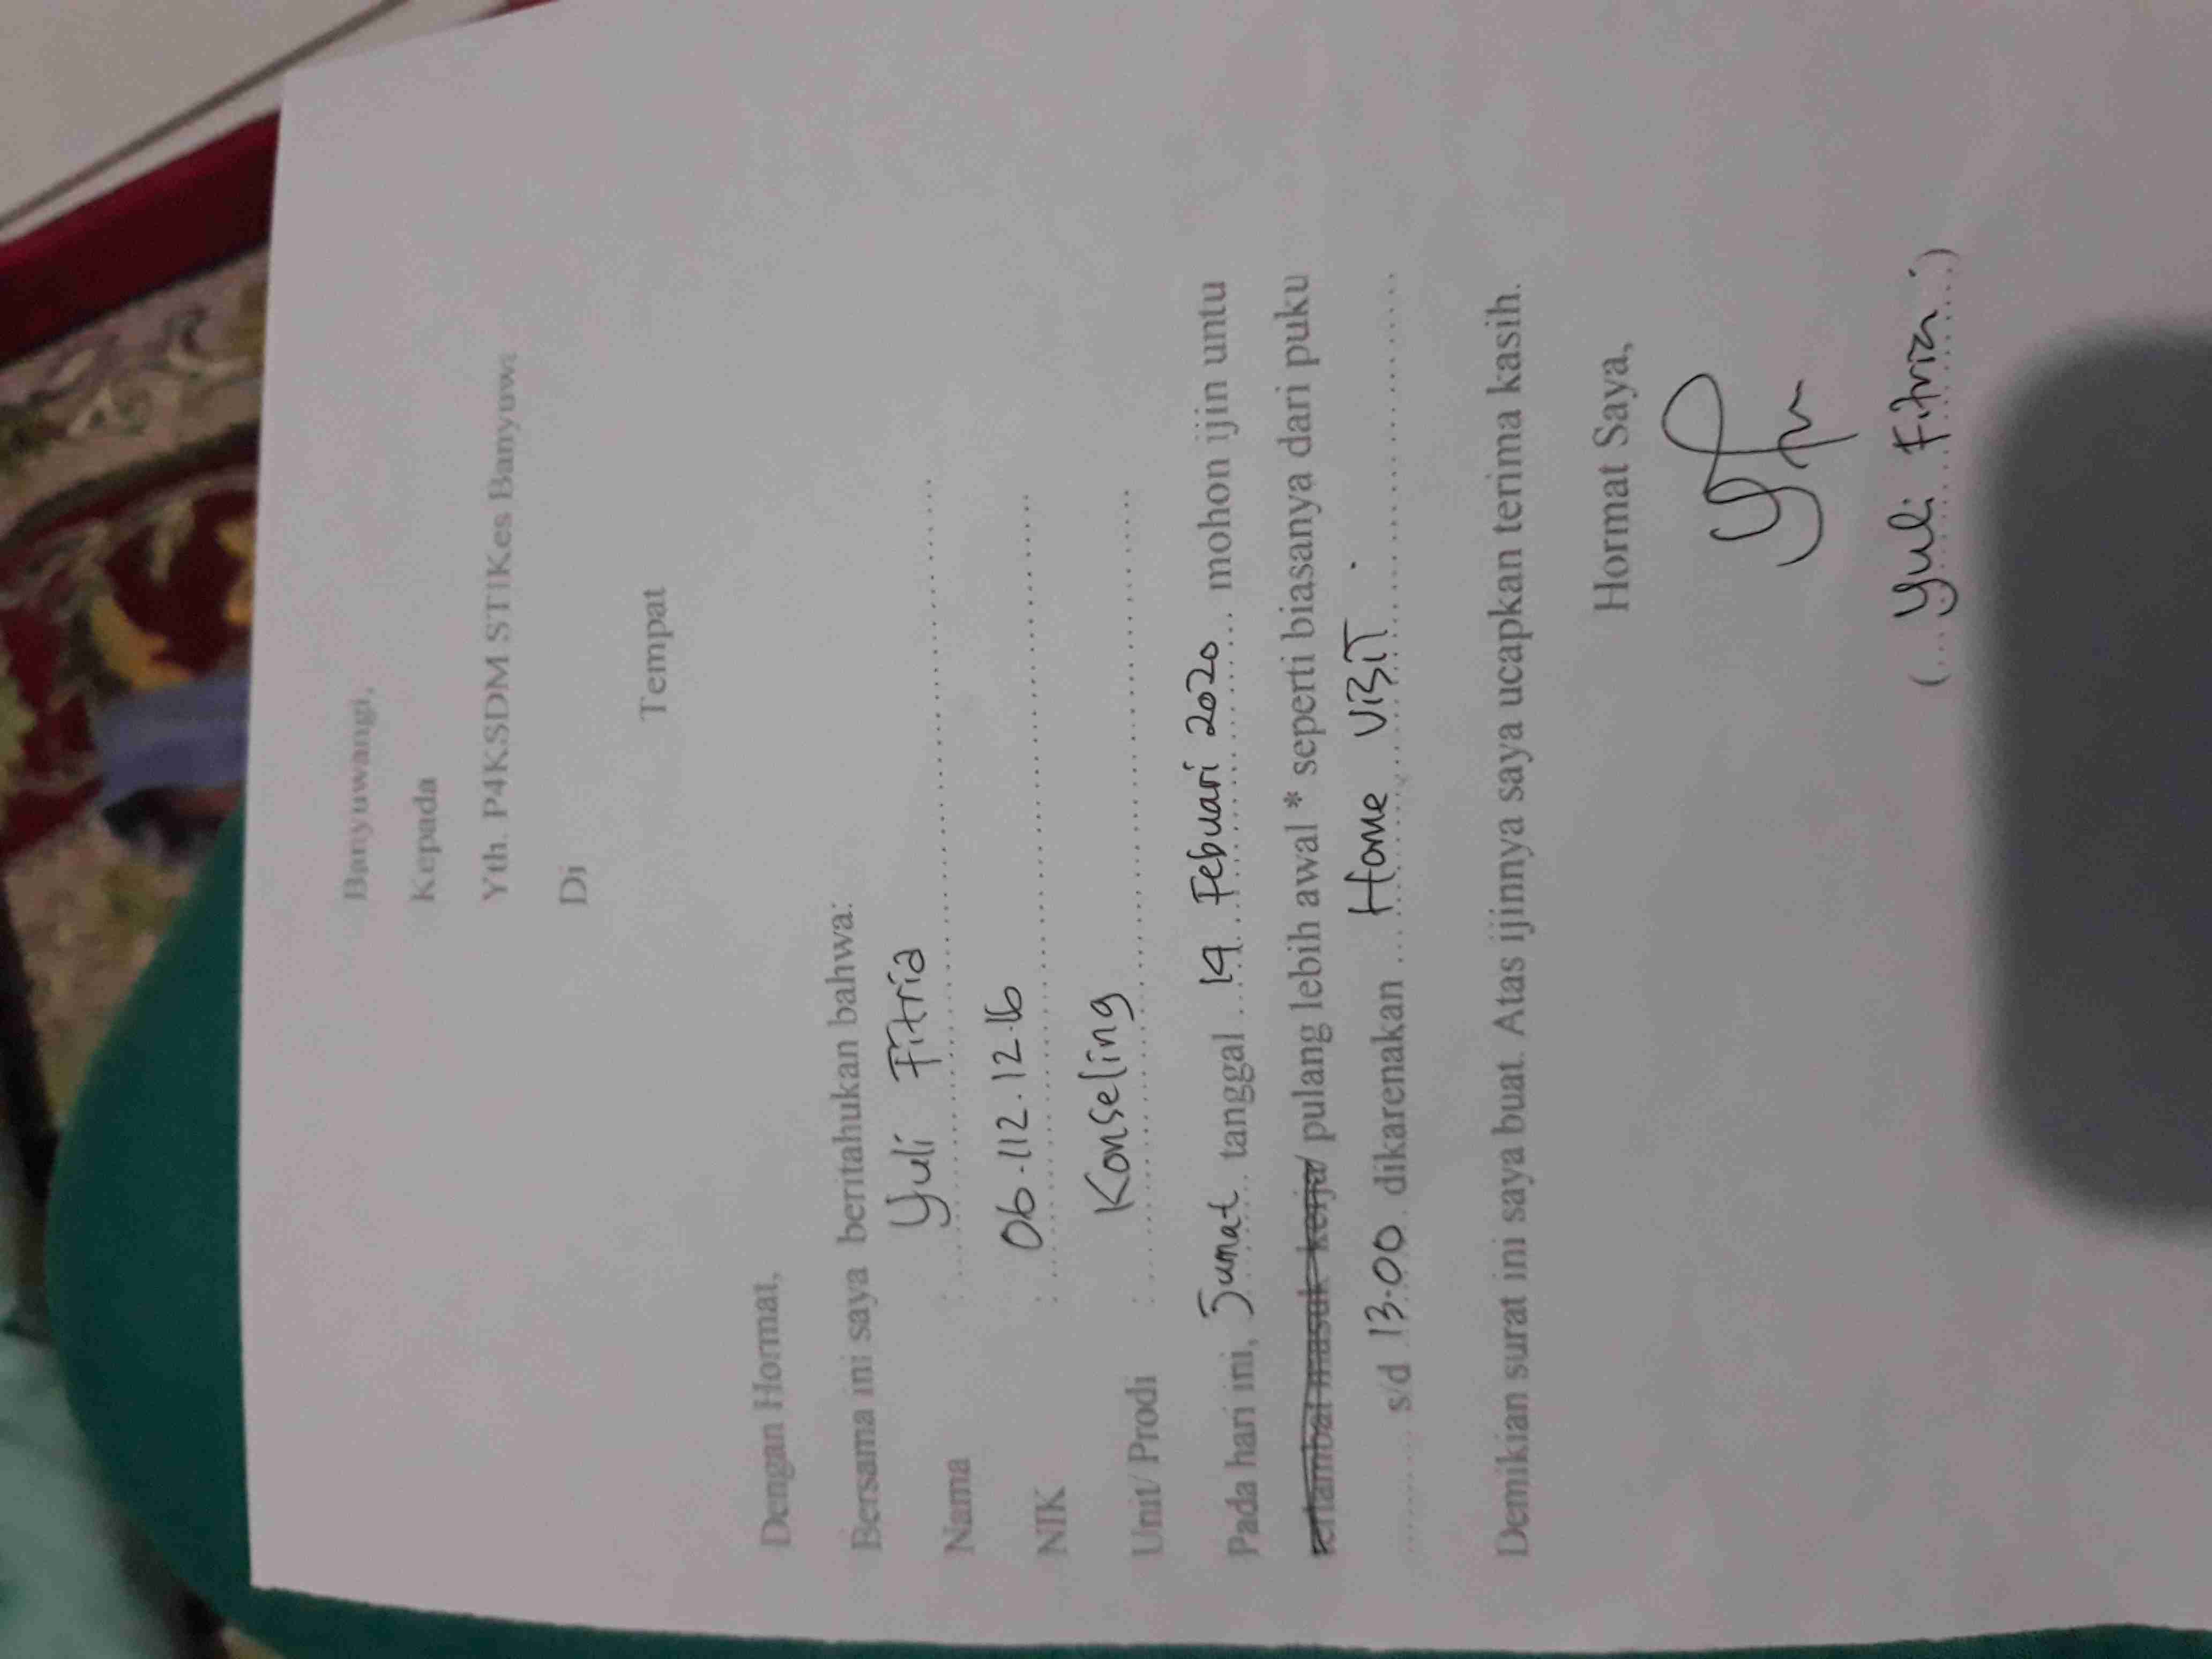 Banyuwangi,
Kepada
Yth. P4KSDM STIKes Banyuwa
Di
Tempat
Dengan Hormat,
Bersama ini saya beritahukan bahwa:
Nama : Yuli Fitria
NIK : 06.112.12.16
Unit/ Prodi : Konseling
Pada hari ini, Jumat tanggal 14 Febuari 2020 mohon ijin untu
terlambat masuk kerja/ pulang lebih awal * seperti biasanya dari puku
.......... s/d 13.00 dikarenakan Home ViSiT
Demikian surat ini saya buat. Atas ijinnya saya ucapkan terima kasih.
Hormat Saya,
( Yuli Fitria )